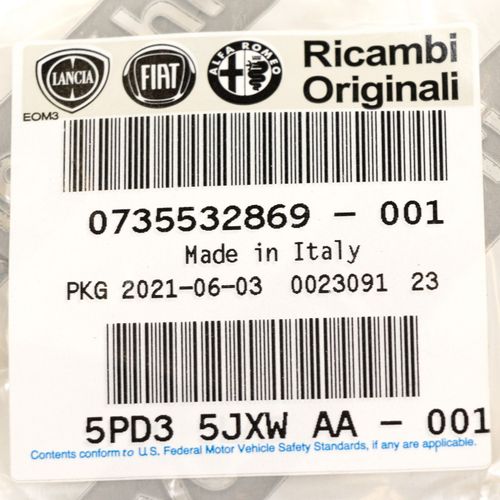 LANCIA FIAT ALFA ROMEO Ricambi
Originali
EOM3
0735532869 - 001
Made in Italy
PKG 2021-06-03 0023091 23
5PD3 5JXW AA - 001
Contents conform to U.S. Federal Motor Vehicle Safety Standards, if any are applicable.